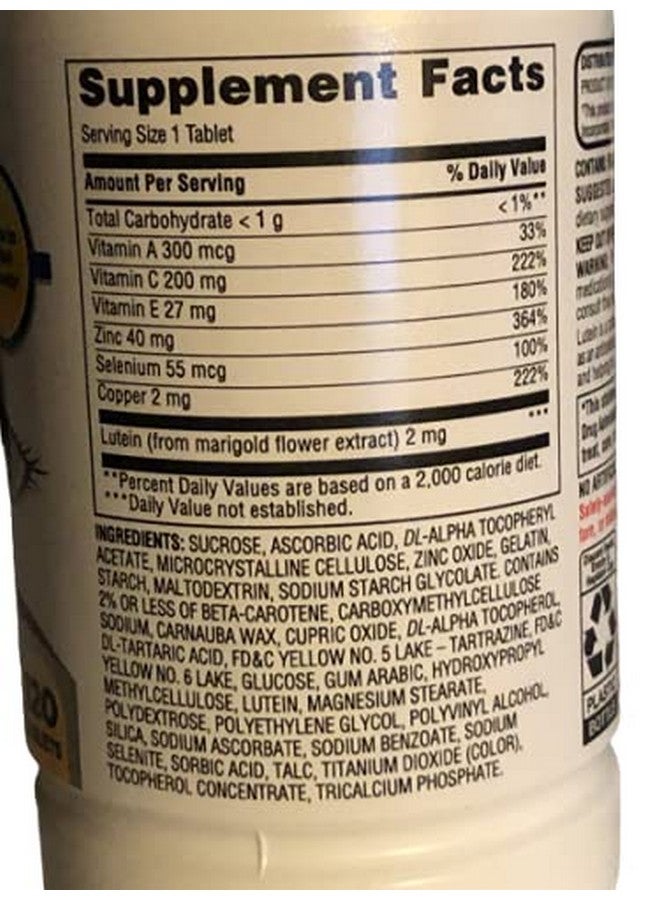 Supplement Facts
Serving Size 1 Tablet
Amount Per Serving % Daily Value
Total Carbohydrate < 1 g <1%**
Vitamin A 300 mcg 33%
Vitamin C 200 mg 222%
Vitamin E 27 mg 180%
Zinc 40 mg 364%
Selenium 55 mcg 100%
Copper 2 mg 222%
Lutein (from marigold flower extract) 2 mg ***
**Percent Daily Values are based on a 2,000 calorie diet.
***Daily Value not established.
INGREDIENTS: SUCROSE, ASCORBIC ACID, DL-ALPHA TOCOPHERYL
ACETATE, MICROCRYSTALLINE CELLULOSE, ZINC OXIDE, GELATIN,
STARCH, MALTODEXTRIN, SODIUM STARCH GLYCOLATE. CONTAINS
2% OR LESS OF BETA-CAROTENE, CARBOXYMETHYLCELLULOSE
SODIUM, CARNAUBA WAX, CUPRIC OXIDE, DL-ALPHA TOCOPHEROL,
DL-TARTARIC ACID, FD&C YELLOW NO. 5 LAKE – TARTRAZINE, FD&C
YELLOW NO. 6 LAKE, GLUCOSE, GUM ARABIC, HYDROXYPROPYL
METHYLCELLULOSE, LUTEIN, MAGNESIUM STEARATE,
POLYDEXTROSE, POLYETHYLENE GLYCOL, POLYVINYL ALCOHOL,
SILICA, SODIUM ASCORBATE, SODIUM BENZOATE, SODIUM
SELENITE, SORBIC ACID, TALC, TITANIUM DIOXIDE (COLOR),
TOCOPHEROL CONCENTRATE, TRICALCIUM PHOSPHATE.
KEEP OUT
WARNING
and
NO